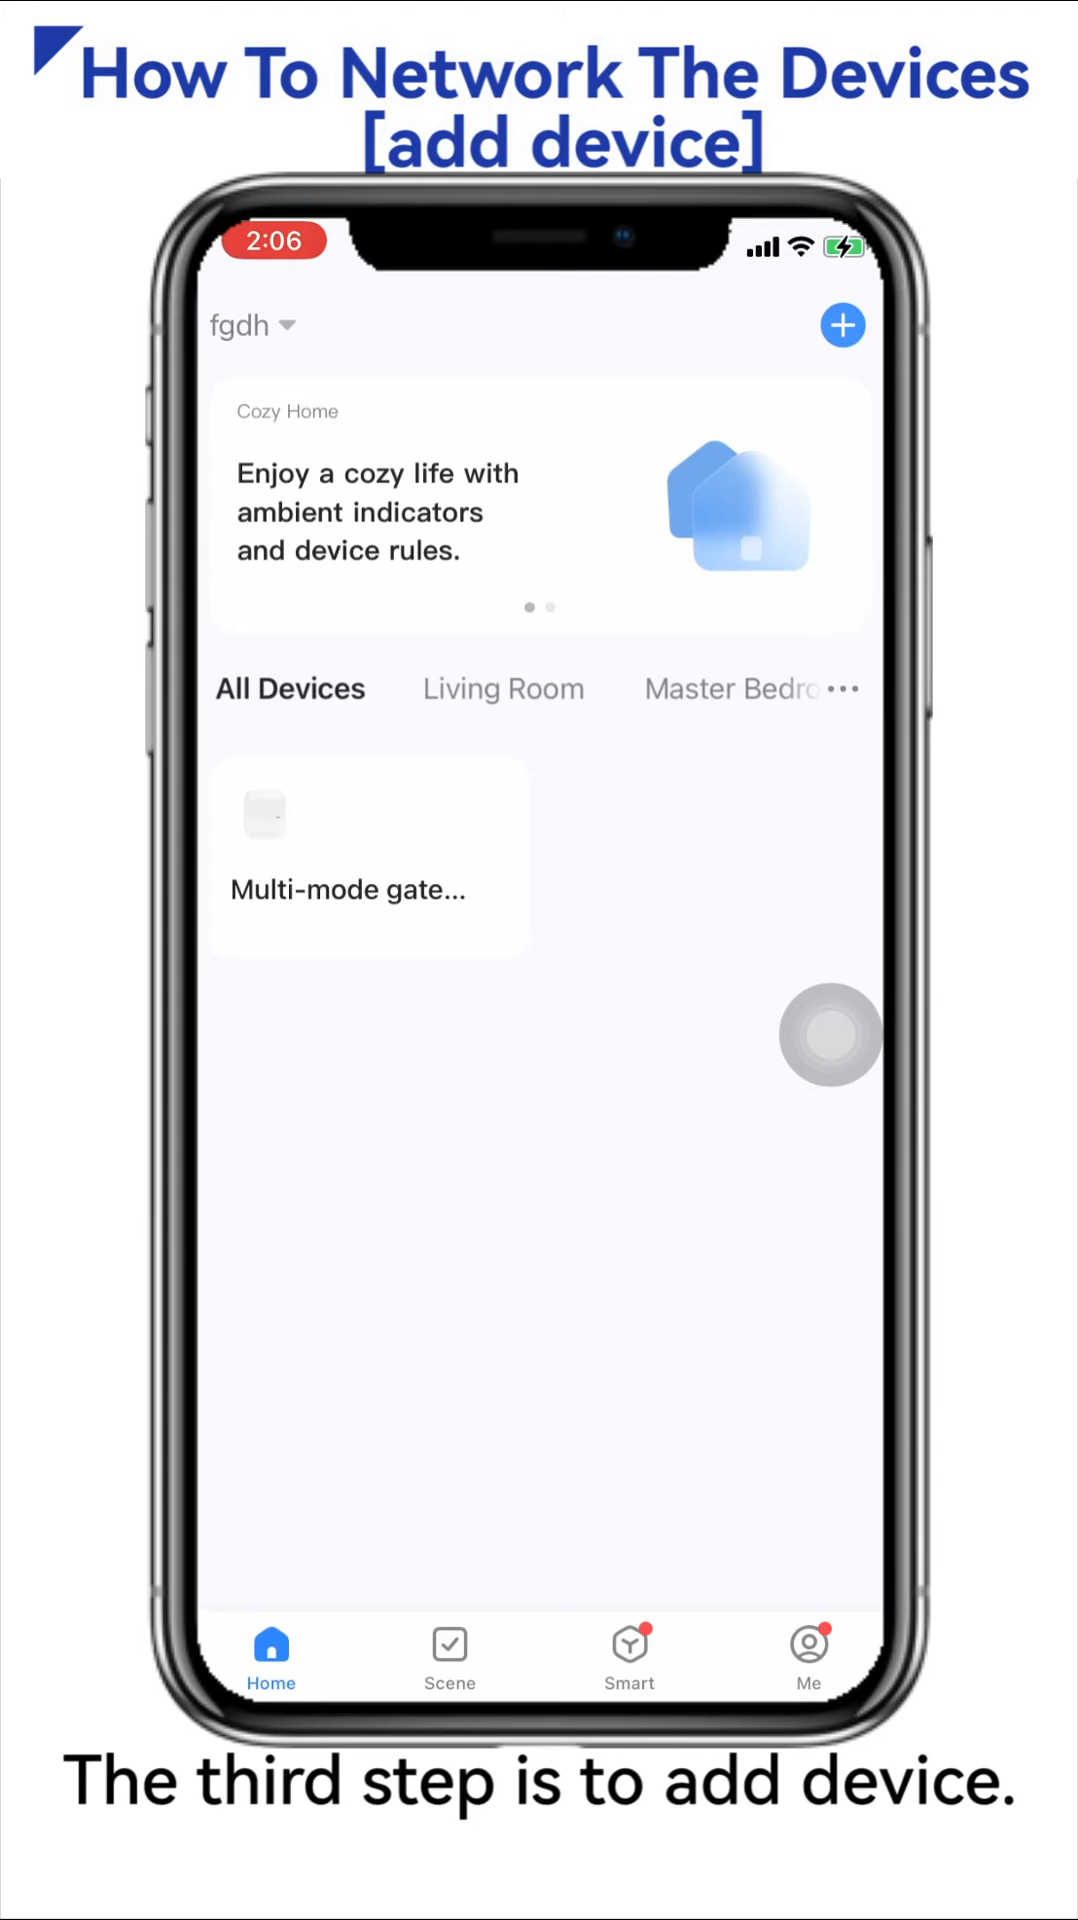 How To Network The Devices
[add device]
2:06
fgdh
Cozy Home
Enjoy a cozy life with
ambient indicators
and device rules.
All Devices Living Room Master Bedro
Multi-mode gate...
Home Scene Smart Me
The third step is to add device.